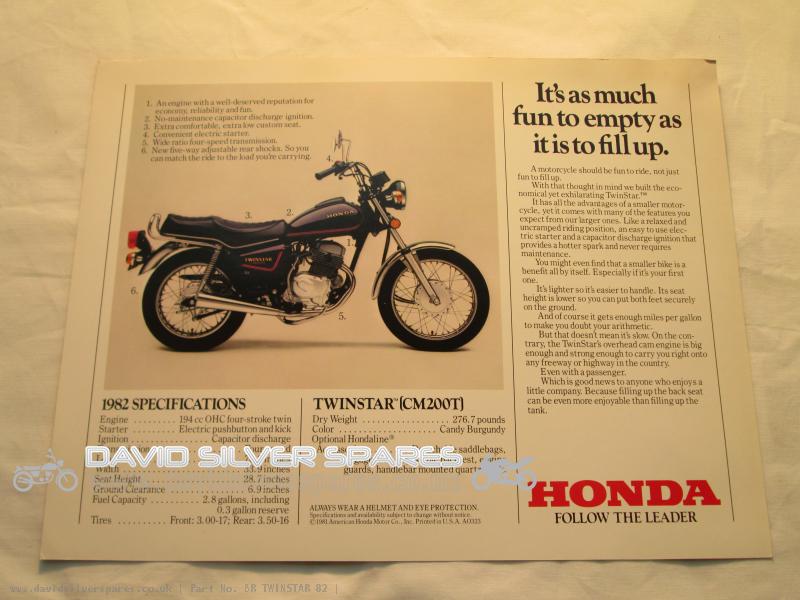 1. An engine with a well-deserved reputation for
economy, reliability and fun.
2. No-maintenance capacitor discharge ignition.
3. Extra comfortable, extra low custom seat.
4. Convenient electric starter.
5. Wide ratio four-speed transmission.
6. New five-way adjustable rear shocks. So you
can match the ride to the load you're carrying.
4.
3.
2.
HONDA
1.
TWINSTAR
6.
5.
1982 SPECIFICATIONS
Engine . . . . . . . . . 194 cc OHC four-stroke twin
Starter . . . . . . . Electric pushbutton and kick
Ignition . . . . . . . . . . . . . Capacitor discharge
Width . . . . . . . . . . . . . . . . . . . 33.9 inches
Seat Height . . . . . . . . . . . . . . . . 28.7 inches
Ground Clearance . . . . . . . . . . . . 6.9 inches
Fuel Capacity . . . . . . . . 2.8 gallons, including
0.3 gallon reserve
Tires . . . . . . . . . Front: 3.00-17; Rear: 3.50-16
TWINSTAR™ (CM200T)
Dry Weight . . . . . . . . . . . . . . . . . . 276.7 pounds
Color . . . . . . . . . . . . . . . . . . Candy Burgundy
Optional Hondaline®
saddlebags,
guards, handlebar mounted
ALWAYS WEAR A HELMET AND EYE PROTECTION.
Specifications and availability subject to change without notice.
©1981 American Honda Motor Co., Inc. Printed in U.S.A. AO323
It's as much
fun to empty as
it is to fill up.
A motorcycle should be fun to ride, not just
fun to fill up.
With that thought in mind we built the eco-
nomical yet exhilarating TwinStar.™
It has all the advantages of a smaller motor-
cycle, yet it comes with many of the features you
expect from our larger ones. Like a relaxed and
uncramped riding position, an easy to use elec-
tric starter and a capacitor discharge ignition that
provides a hotter spark and never requires
maintenance.
You might even find that a smaller bike is a
benefit all by itself. Especially if it's your first
one.
It's lighter so it's easier to handle. Its seat
height is lower so you can put both feet securely
on the ground.
And of course it gets enough miles per gallon
to make you doubt your arithmetic.
But that doesn't mean it's slow. On the con-
trary, the TwinStar's overhead cam engine is big
enough and strong enough to carry you right onto
any freeway or highway in the country.
Even with a passenger.
Which is good news to anyone who enjoys a
little company. Because filling up the back seat
can be even more enjoyable than filling up the
tank.
HONDA
FOLLOW THE LEADER
DAVID SILVER SPARES
www.davidsilverspares.co.uk | Part No. SR TWINSTAR 82 |